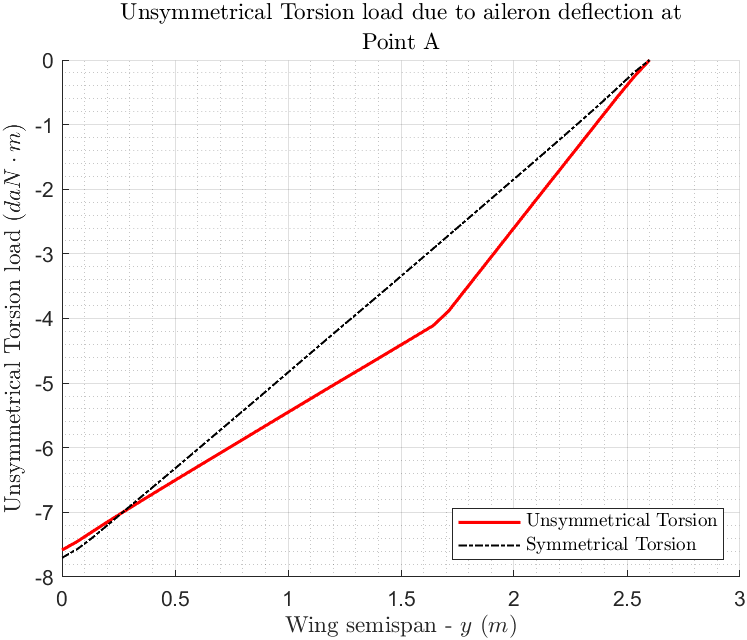 Unsymmetrical Torsion load due to aileron deflection at
Point A
Unsymmetrical Torsion load (daN · m)
0
-1
-2
-3
-4
-5
-6
-7
-8
0
0.5
1
1.5
2
2.5
3
Wing semispan - y (m)
Unsymmetrical Torsion
Symmetrical Torsion